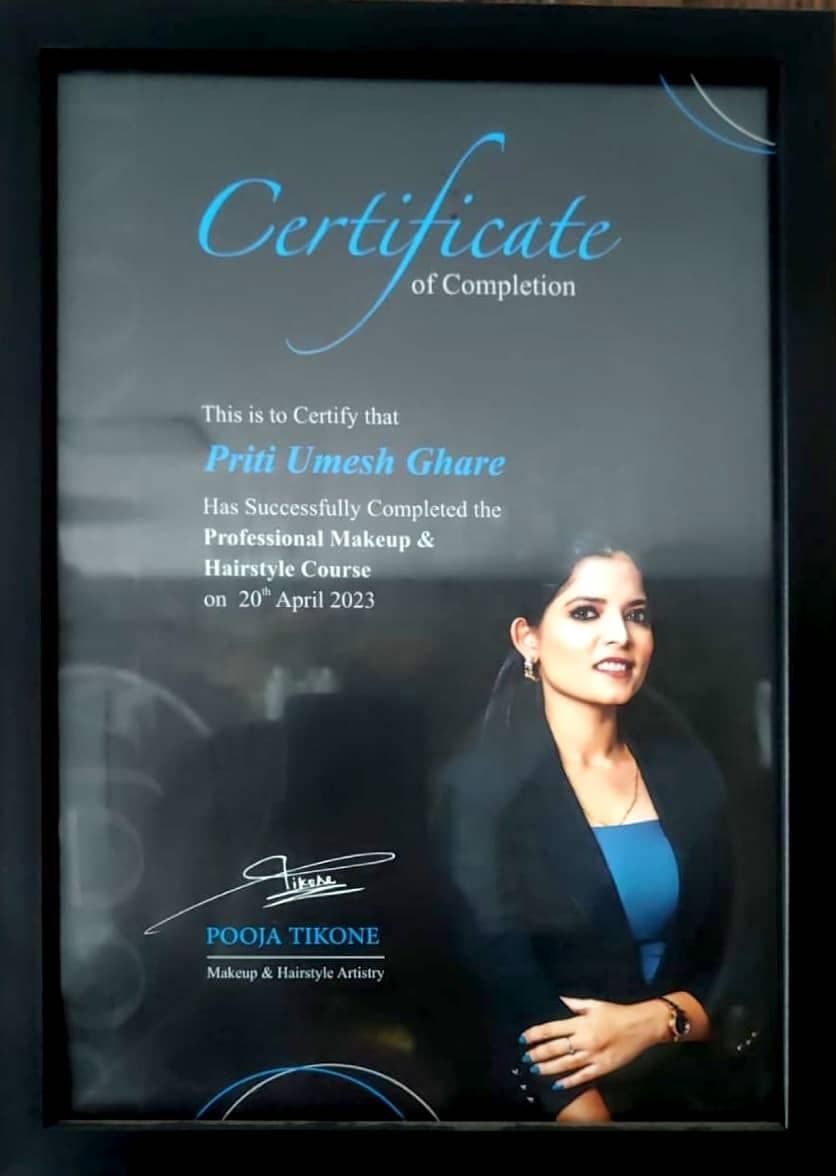 Certificate
of Completion
This is to Certify that
Priti Umesh Ghare
Has Successfully Completed the
Professional Makeup &
Hairstyle Course
on 20th April 2023
Tikone
POOJA TIKONE
Makeup & Hairstyle Artistry